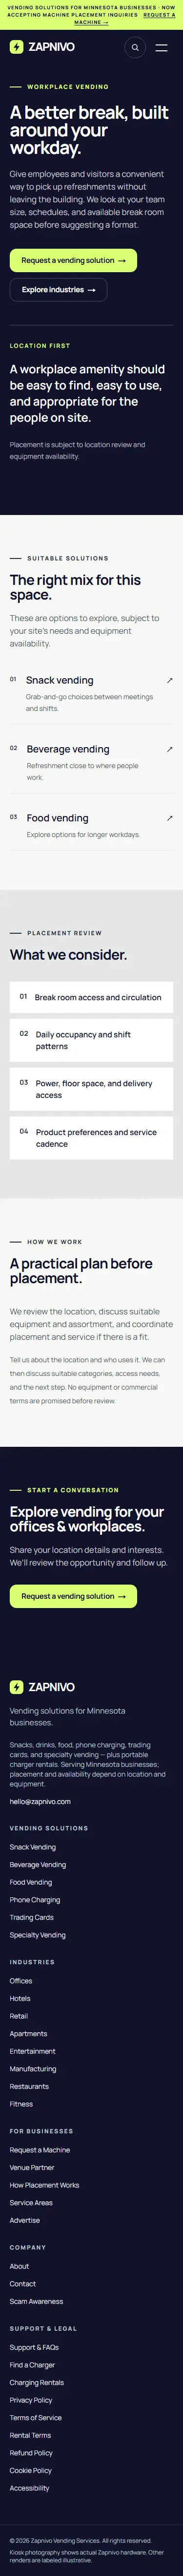 VENDING SOLUTIONS FOR MINNESOTA BUSINESSES · NOW
ACCEPTING MACHINE PLACEMENT INQUIRIES REQUEST A
MACHINE →
ZAPNIVO
WORKPLACE VENDING
A better break, built
around your
workday.
Give employees and visitors a convenient
way to pick up refreshments without
leaving the building. We look at your team
size, schedules, and available break room
space before suggesting a format.
Request a vending solution →
Explore industries →
LOCATION FIRST
A workplace amenity should
be easy to find, easy to use,
and appropriate for the
people on site.
Placement is subject to location review and
equipment availability.
SUITABLE SOLUTIONS
The right mix for this
space.
These are options to explore, subject to
your site's needs and equipment
availability.
01 Snack vending ↗
Grab-and-go choices between meetings
and shifts.
02 Beverage vending ↗
Refreshment close to where people
work.
03 Food vending ↗
Explore options for longer workdays.
PLACEMENT REVIEW
What we consider.
01 Break room access and circulation
02 Daily occupancy and shift
patterns
03 Power, floor space, and delivery
access
04 Product preferences and service
cadence
HOW WE WORK
A practical plan before
placement.
We review the location, discuss suitable
equipment and assortment, and coordinate
placement and service if there is a fit.
Tell us about the location and who uses it. We can
then discuss suitable categories, access needs,
and the next step. No equipment or commercial
terms are promised before review.
START A CONVERSATION
Explore vending for your
offices & workplaces.
Share your location details and interests.
We'll review the opportunity and follow up.
Request a vending solution →
ZAPNIVO
Vending solutions for Minnesota
businesses.
Snacks, drinks, food, phone charging, trading
cards, and specialty vending — plus portable
charger rentals. Serving Minnesota businesses;
placement and availability depend on location and
equipment.
hello@zapnivo.com
VENDING SOLUTIONS
Snack Vending
Beverage Vending
Food Vending
Phone Charging
Trading Cards
Specialty Vending
INDUSTRIES
Offices
Hotels
Retail
Apartments
Entertainment
Manufacturing
Restaurants
Fitness
FOR BUSINESSES
Request a Machine
Venue Partner
How Placement Works
Service Areas
Advertise
COMPANY
About
Contact
Scam Awareness
SUPPORT & LEGAL
Support & FAQs
Find a Charger
Charging Rentals
Privacy Policy
Terms of Service
Rental Terms
Refund Policy
Cookie Policy
Accessibility
© 2026 Zapnivo Vending Services. All rights reserved.
Kiosk photography shows actual Zapnivo hardware. Other
renders are labeled illustrative.